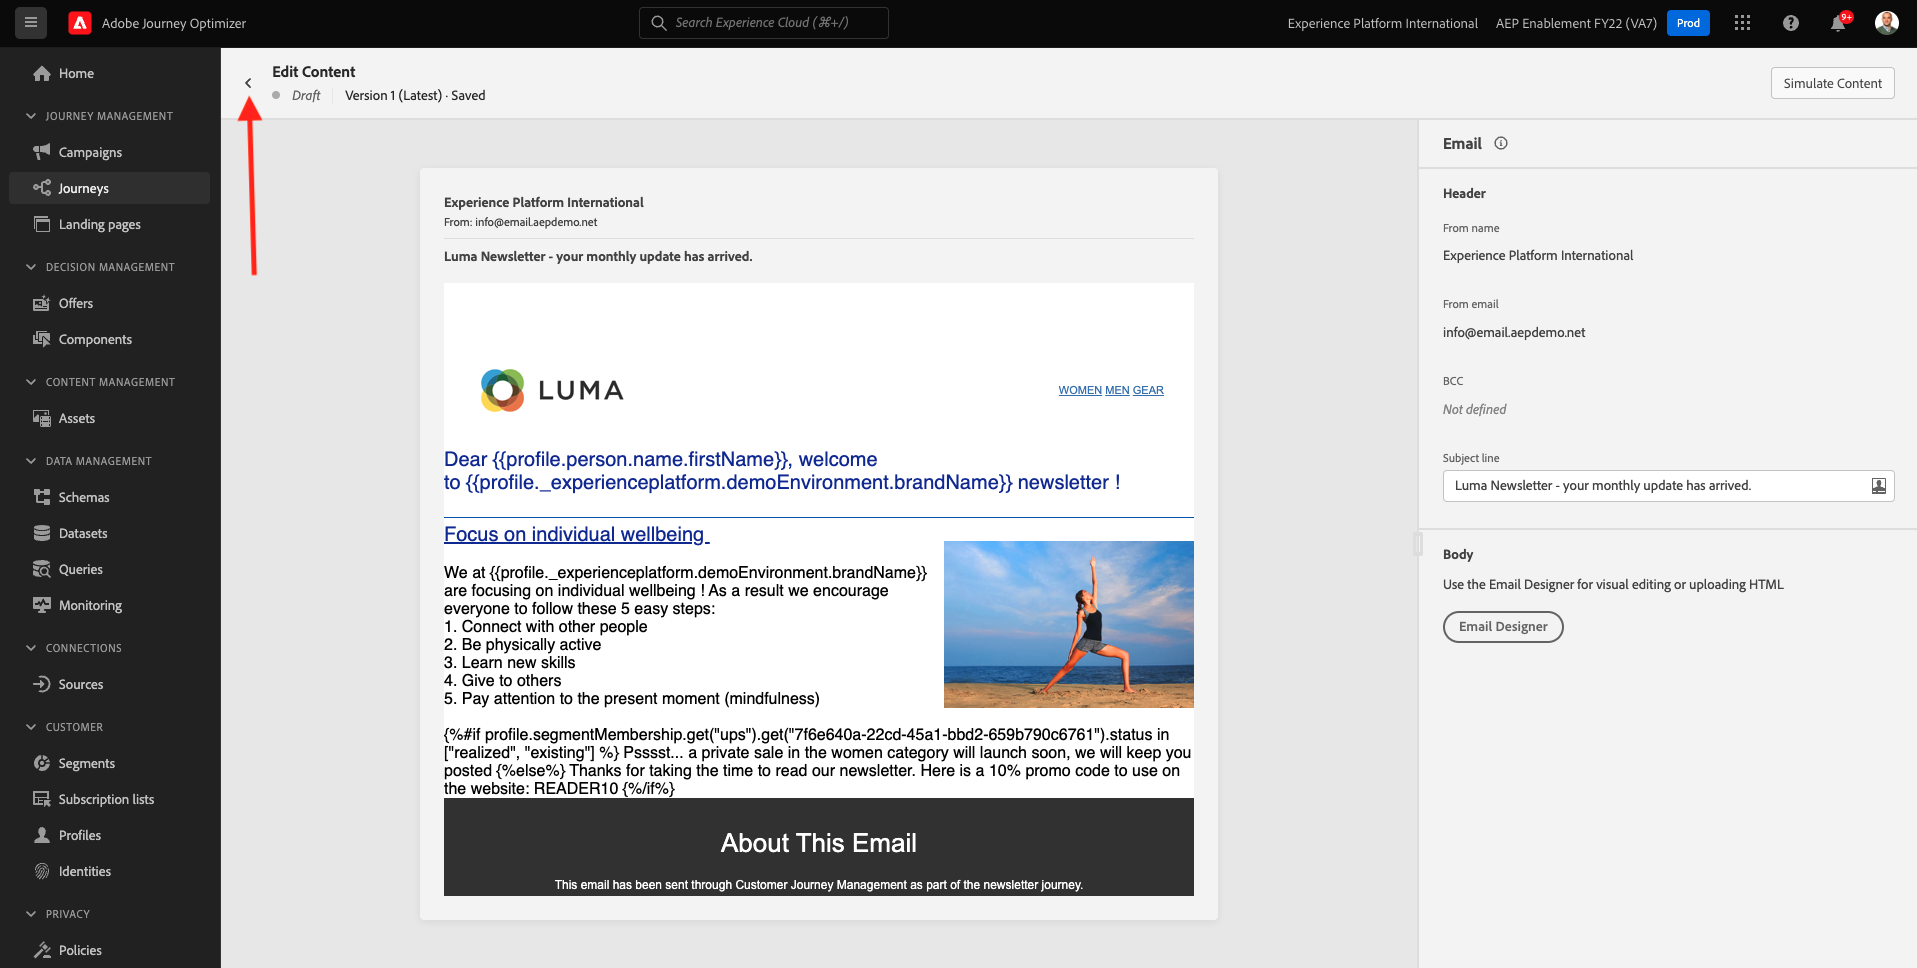 Adobe Journey Optimizer
Search Experience Cloud (⌘+/)
Experience Platform International
AEP Enablement FY22 (VA7)
Prod
9+
Home
JOURNEY MANAGEMENT
Campaigns
Journeys
Landing pages
DECISION MANAGEMENT
Offers
Components
CONTENT MANAGEMENT
Assets
DATA MANAGEMENT
Schemas
Datasets
Queries
Monitoring
CONNECTIONS
Sources
CUSTOMER
Segments
Subscription lists
Profiles
Identities
PRIVACY
Policies
Edit Content
Draft
Version 1 (Latest) · Saved
Simulate Content
Experience Platform International
From: info@email.aepdemo.net
Luma Newsletter - your monthly update has arrived.
LUMA
WOMEN MEN GEAR
Dear {{profile.person.name.firstName}}, welcome
to {{profile._experienceplatform.demoEnvironment.brandName}} newsletter !
Focus on individual wellbeing
We at {{profile._experienceplatform.demoEnvironment.brandName}}
are focusing on individual wellbeing ! As a result we encourage
everyone to follow these 5 easy steps:
1. Connect with other people
2. Be physically active
3. Learn new skills
4. Give to others
5. Pay attention to the present moment (mindfulness)
{%#if profile.segmentMembership.get("ups").get("7f6e640a-22cd-45a1-bbd2-659b790c6761").status in
["realized", "existing"] %} Psssst... a private sale in the women category will launch soon, we will keep you
posted {%else%} Thanks for taking the time to read our newsletter. Here is a 10% promo code to use on
the website: READER10 {%/if%}
About This Email
This email has been sent through Customer Journey Management as part of the newsletter journey.
Email
Header
From name
Experience Platform International
From email
info@email.aepdemo.net
BCC
Not defined
Subject line
Luma Newsletter - your monthly update has arrived.
Body
Use the Email Designer for visual editing or uploading HTML
Email Designer